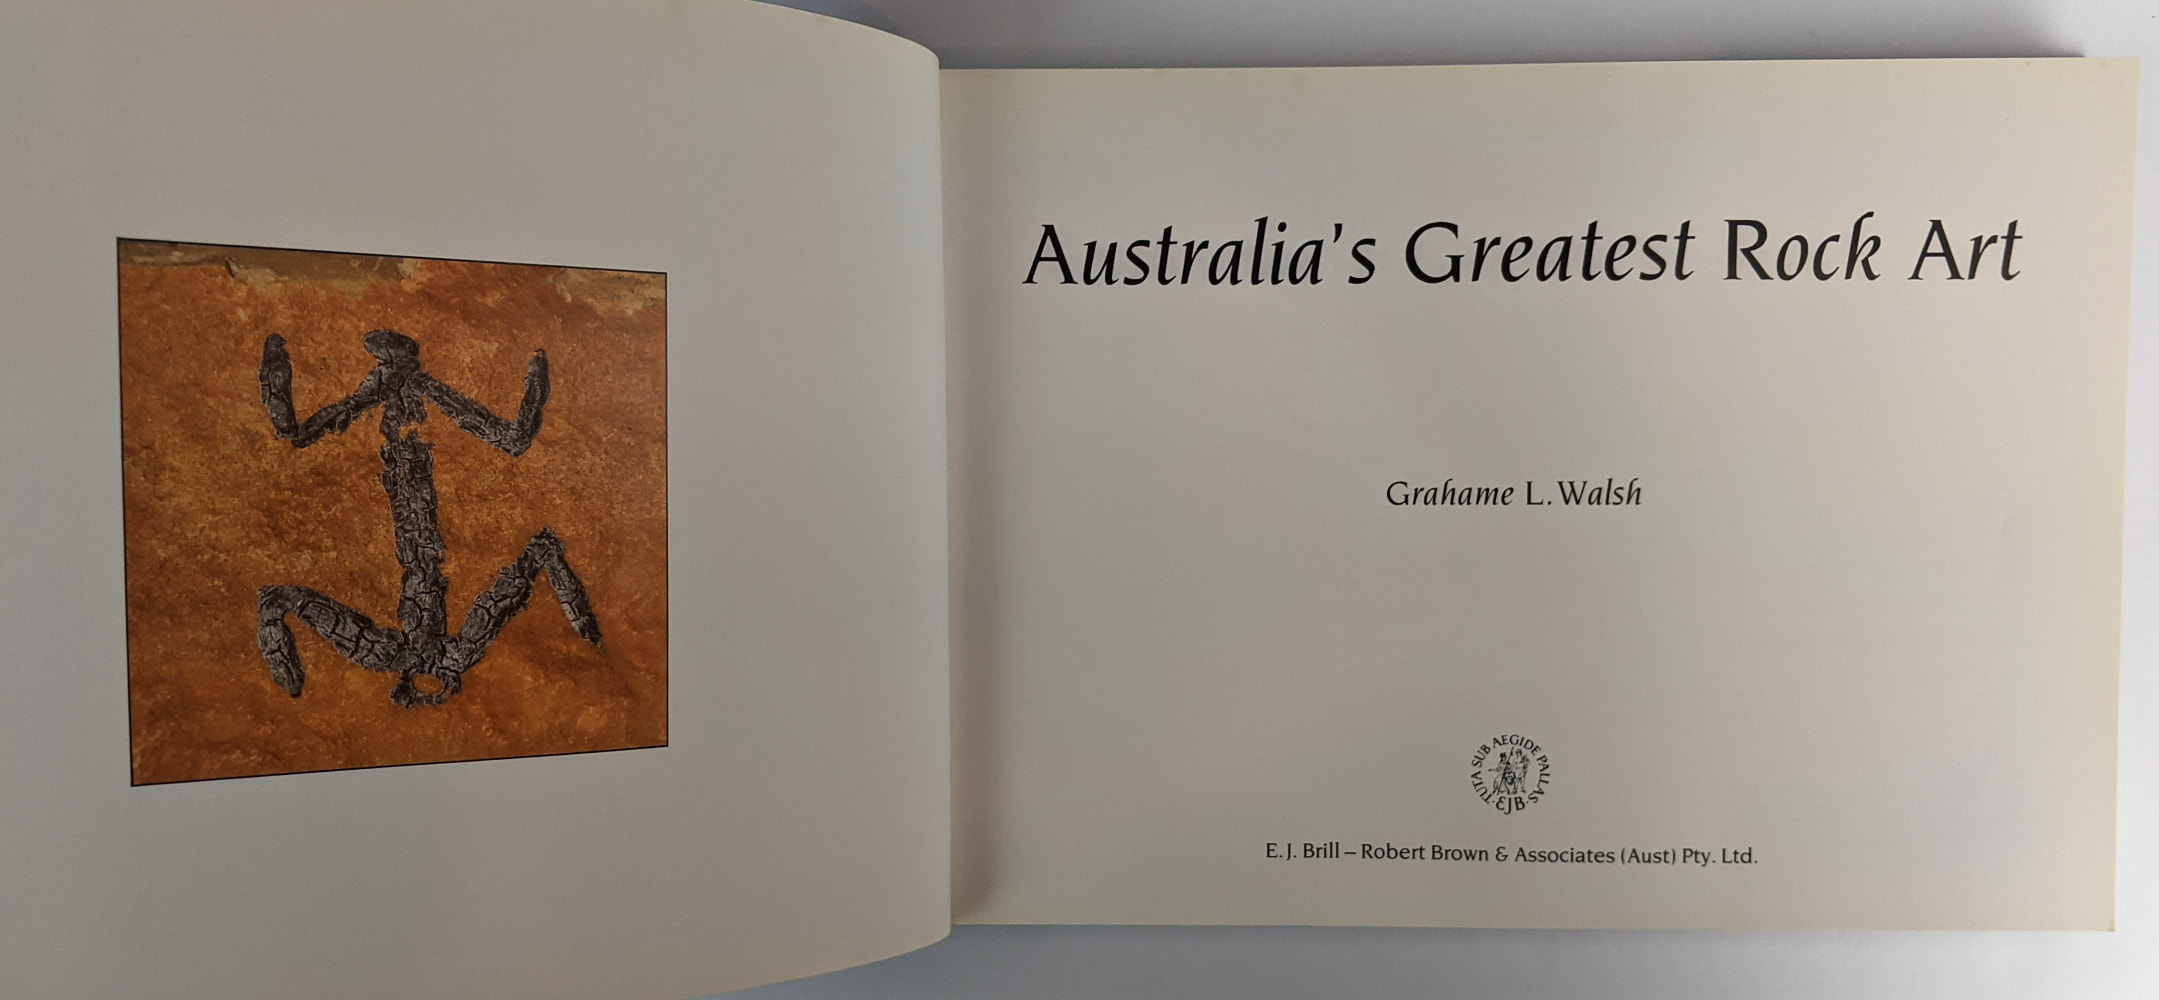 Australia's Greatest Rock Art
Grahame L. Walsh
TUTA SUB AEGIDE PALLAS · EJB ·
E. J. Brill – Robert Brown & Associates (Aust) Pty. Ltd.